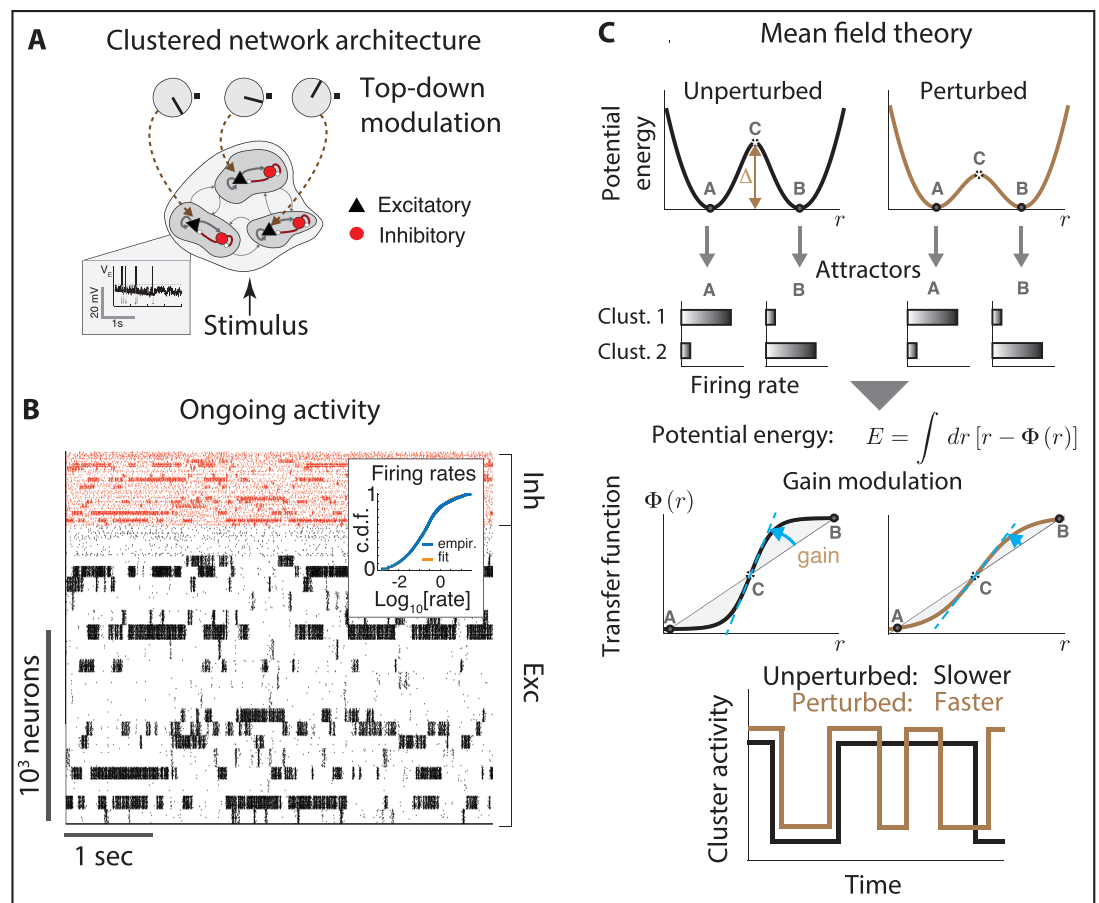 A
Clustered network architecture
Top-down
modulation
Excitatory
Inhibitory
V_E
20 mV
1s
Stimulus
B
Ongoing activity
Firing rates
c.d.f.
1
0
empir.
fit
-2
0
Log10[rate]
Inh
Exc
10³ neurons
1 sec
C
Mean field theory
Unperturbed
Perturbed
Potential
energy
A
B
C
Δ
r
A
B
C
r
Attractors
A
B
A
B
Clust. 1
Clust. 2
Firing rate
Potential energy: E = ∫ dr [r − Φ (r)]
Gain modulation
Transfer function
Φ (r)
A
B
C
gain
r
A
B
C
r
Unperturbed: Slower
Perturbed: Faster
Cluster activity
Time